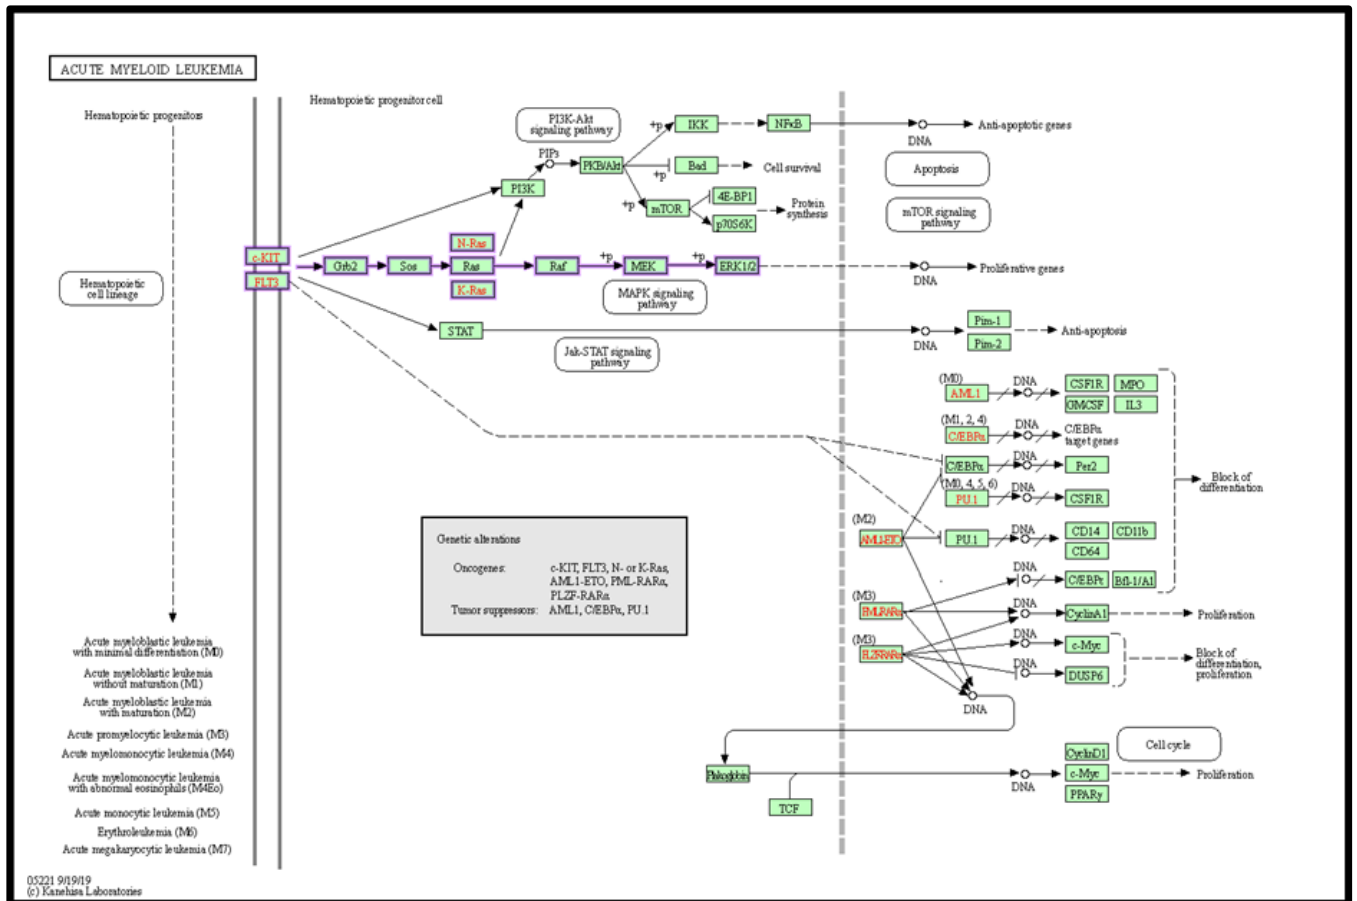 ACUTE MYELOID LEUKEMIA
Hematopoietic progenitors
Hematopoietic progenitor cell
PI3K-Akt
signaling pathway
PIP3
PKB/Akt
PI3K
+p
IKK
NFκB
DNA
Anti-apoptotic genes
+p
Bad
Cell survival
Apoptosis
+p
mTOR
4E-BP1
p70S6K
Protein
synthesis
mTOR signaling
pathway
c-KIT
FLT3
Grb2
Sos
N-Ras
Ras
K-Ras
Raf
+p
MEK
+p
ERK1/2
DNA
Proliferative genes
MAPK signaling
pathway
Hematopoietic
cell lineage
STAT
Jak-STAT signaling
pathway
DNA
Pim-1
Pim-2
Anti-apoptosis
(M0)
AML1
DNA
CSF1R
MPO
GMCSF
IL3
(M1, 2, 4)
C/EBPα
DNA
C/EBPα
target genes
C/EBPα
DNA
Per2
(M0, 4, 5, 6)
PU.1
DNA
CSF1R
Block of
differentiation
(M2)
AML1-ETO
PU.1
DNA
CD14
CD11b
CD64
DNA
C/EBPε
Bfl-1/A1
(M3)
PMLRARα
DNA
CyclinA1
Proliferation
(M3)
PLZFRARα
DNA
c-Myc
DNA
DUSP6
Block of
differentiation,
proliferation
DNA
Genetic alterations
Oncogenes: c-KIT, FLT3, N- or K-Ras,
AML1-ETO, PML-RARα,
PLZF-RARα
Tumor suppressors: AML1, C/EBPα, PU.1
Acute myeloblastic leukemia
with minimal differentiation (M0)
Acute myeloblastic leukemia
without maturation (M1)
Acute myeloblastic leukemia
with maturation (M2)
Acute promyelocytic leukemia (M3)
Acute myelomonocytic leukemia (M4)
Acute myelomonocytic leukemia
with abnormal eosinophils (M4Eo)
Acute monocytic leukemia (M5)
Erythroleukemia (M6)
Acute megakaryocytic leukemia (M7)
Plakoglobin
TCF
DNA
CyclinD1
c-Myc
PPARγ
Cell cycle
Proliferation
05221 9/19/19
(c) Kanehisa Laboratories